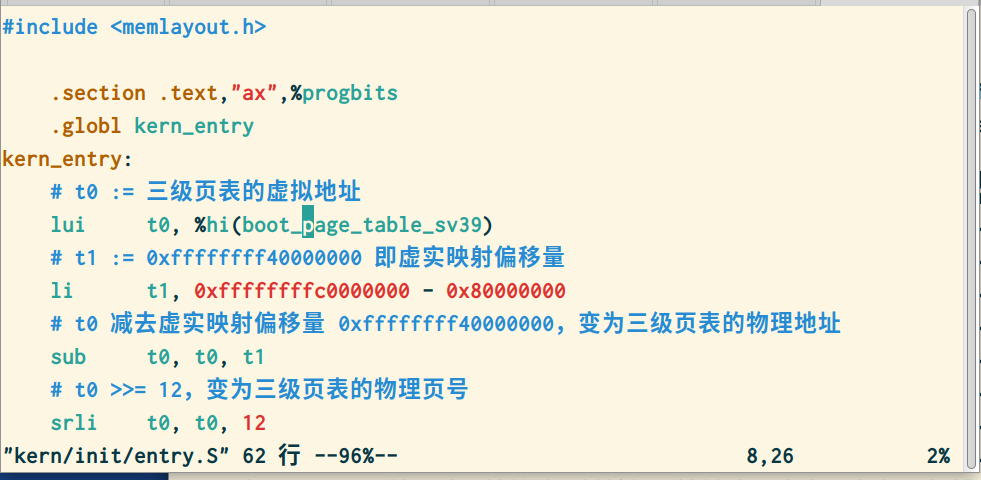 #include <memlayout.h>
.section .text,"ax",%progbits
.globl kern_entry
kern_entry:
# t0 := 三级页表的虚拟地址
lui t0, %hi(boot_page_table_sv39)
# t1 := 0xffffffff40000000 即虚实映射偏移量
li t1, 0xffffffffc0000000 - 0x80000000
# t0 减去虚实映射偏移量 0xffffffff40000000，变为三级页表的物理地址
sub t0, t0, t1
# t0 >>= 12，变为三级页表的物理页号
srli t0, t0, 12
"kern/init/entry.S" 62 行 --96%-- 8,26 2%